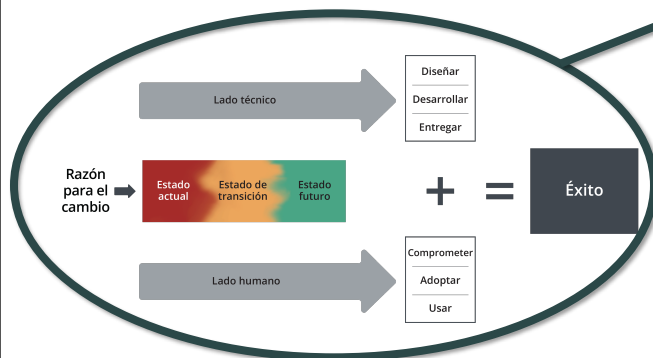 Lado técnico
Diseñar
Desarrollar
Entregar
Razón
para el
cambio
Estado
actual
Estado de
transición
Estado
futuro
+
=
Éxito
Lado humano
Comprometer
Adoptar
Usar